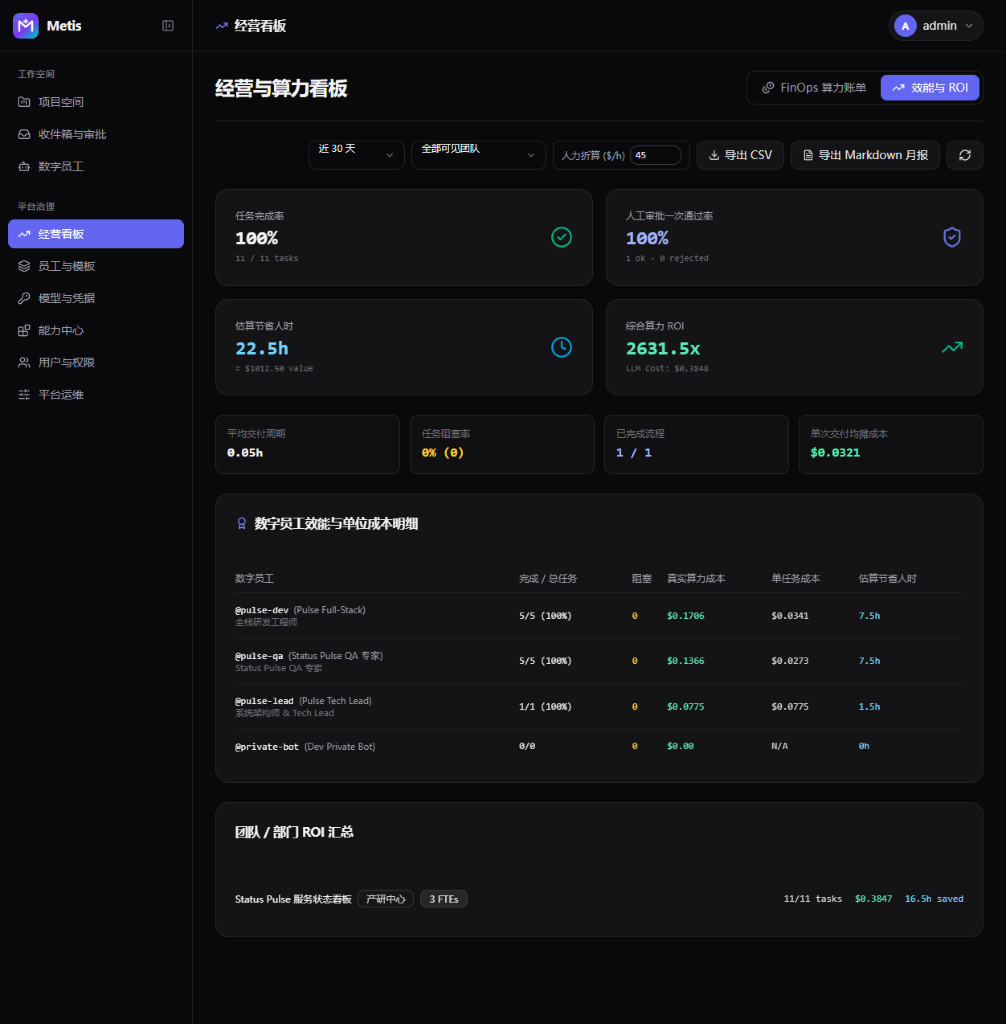 Metis
工作空间
项目空间
收件箱与审批
数字员工
平台治理
经营看板
员工与模板
模型与凭据
能力中心
用户与权限
平台运维
经营看板
A admin
经营与算力看板
FinOps 算力账单
效能与 ROI
近 30 天
全部可见团队
人力折算 ($/h) 45
导出 CSV
导出 Markdown 月报
任务完成率
100%
11 / 11 tasks
人工审批一次通过率
100%
1 ok · 0 rejected
估算节省人时
22.5h
≈ $1012.50 value
综合算力 ROI
2631.5x
LLM Cost: $0.3848
平均交付周期
0.05h
任务阻塞率
0% (0)
已完成流程
1 / 1
单次交付均摊成本
$0.0321
数字员工效能与单位成本明细
数字员工 完成 / 总任务 阻塞 真实算力成本 单任务成本 估算节省人时
@pulse-dev (Pulse Full-Stack) 5/5 (100%) 0 $0.1706 $0.0341 7.5h
全栈研发工程师
@pulse-qa (Status Pulse QA 专家) 5/5 (100%) 0 $0.1366 $0.0273 7.5h
Status Pulse QA 专家
@pulse-lead (Pulse Tech Lead) 1/1 (100%) 0 $0.0775 $0.0775 1.5h
系统架构师 & Tech Lead
@private-bot (Dev Private Bot) 0/0 0 $0.00 N/A 0h
团队 / 部门 ROI 汇总
Status Pulse 服务状态看板 产研中心 3 FTEs 11/11 tasks $0.3847 16.5h saved